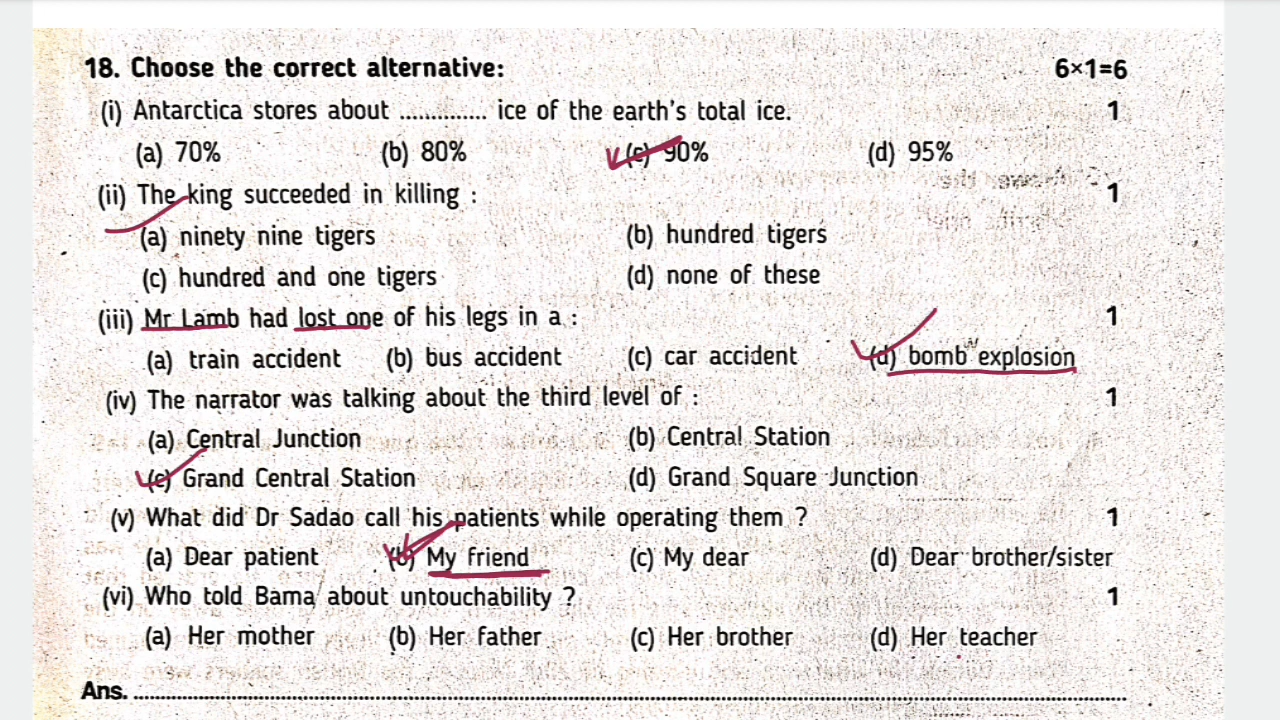 18. Choose the correct alternative: 6×1=6
(i) Antarctica stores about .............. ice of the earth's total ice. 1
(a) 70% (b) 80% (c) 90% (d) 95%
(ii) The king succeeded in killing : 1
(a) ninety nine tigers (b) hundred tigers
(c) hundred and one tigers (d) none of these
(iii) Mr Lamb had lost one of his legs in a : 1
(a) train accident (b) bus accident (c) car accident (d) bomb explosion
(iv) The narrator was talking about the third level of : 1
(a) Central Junction (b) Central Station
(c) Grand Central Station (d) Grand Square Junction
(v) What did Dr Sadao call his patients while operating them ? 1
(a) Dear patient (b) My friend (c) My dear (d) Dear brother/sister
(vi) Who told Bama about untouchability ? 1
(a) Her mother (b) Her father (c) Her brother (d) Her teacher
Ans. ....................................................................................